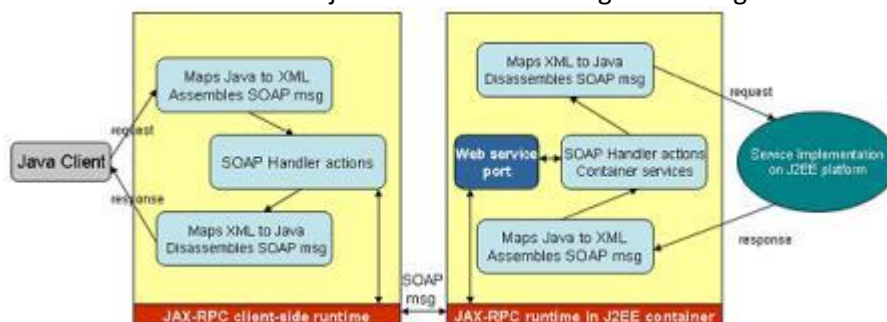 Maps Java to XML
Assembles SOAP msg
request
Java Client
SOAP Handler actions
response
Maps XML to Java
Disassembles SOAP msg
JAX-RPC client-side runtime
SOAP
msg
Maps XML to Java
Disassembles SOAP msg
request
Web service
port
SOAP Handler actions
Container services
Service Implementation
on J2EE platform
Maps Java to XML
Assembles SOAP msg
response
JAX-RPC runtime in J2EE container